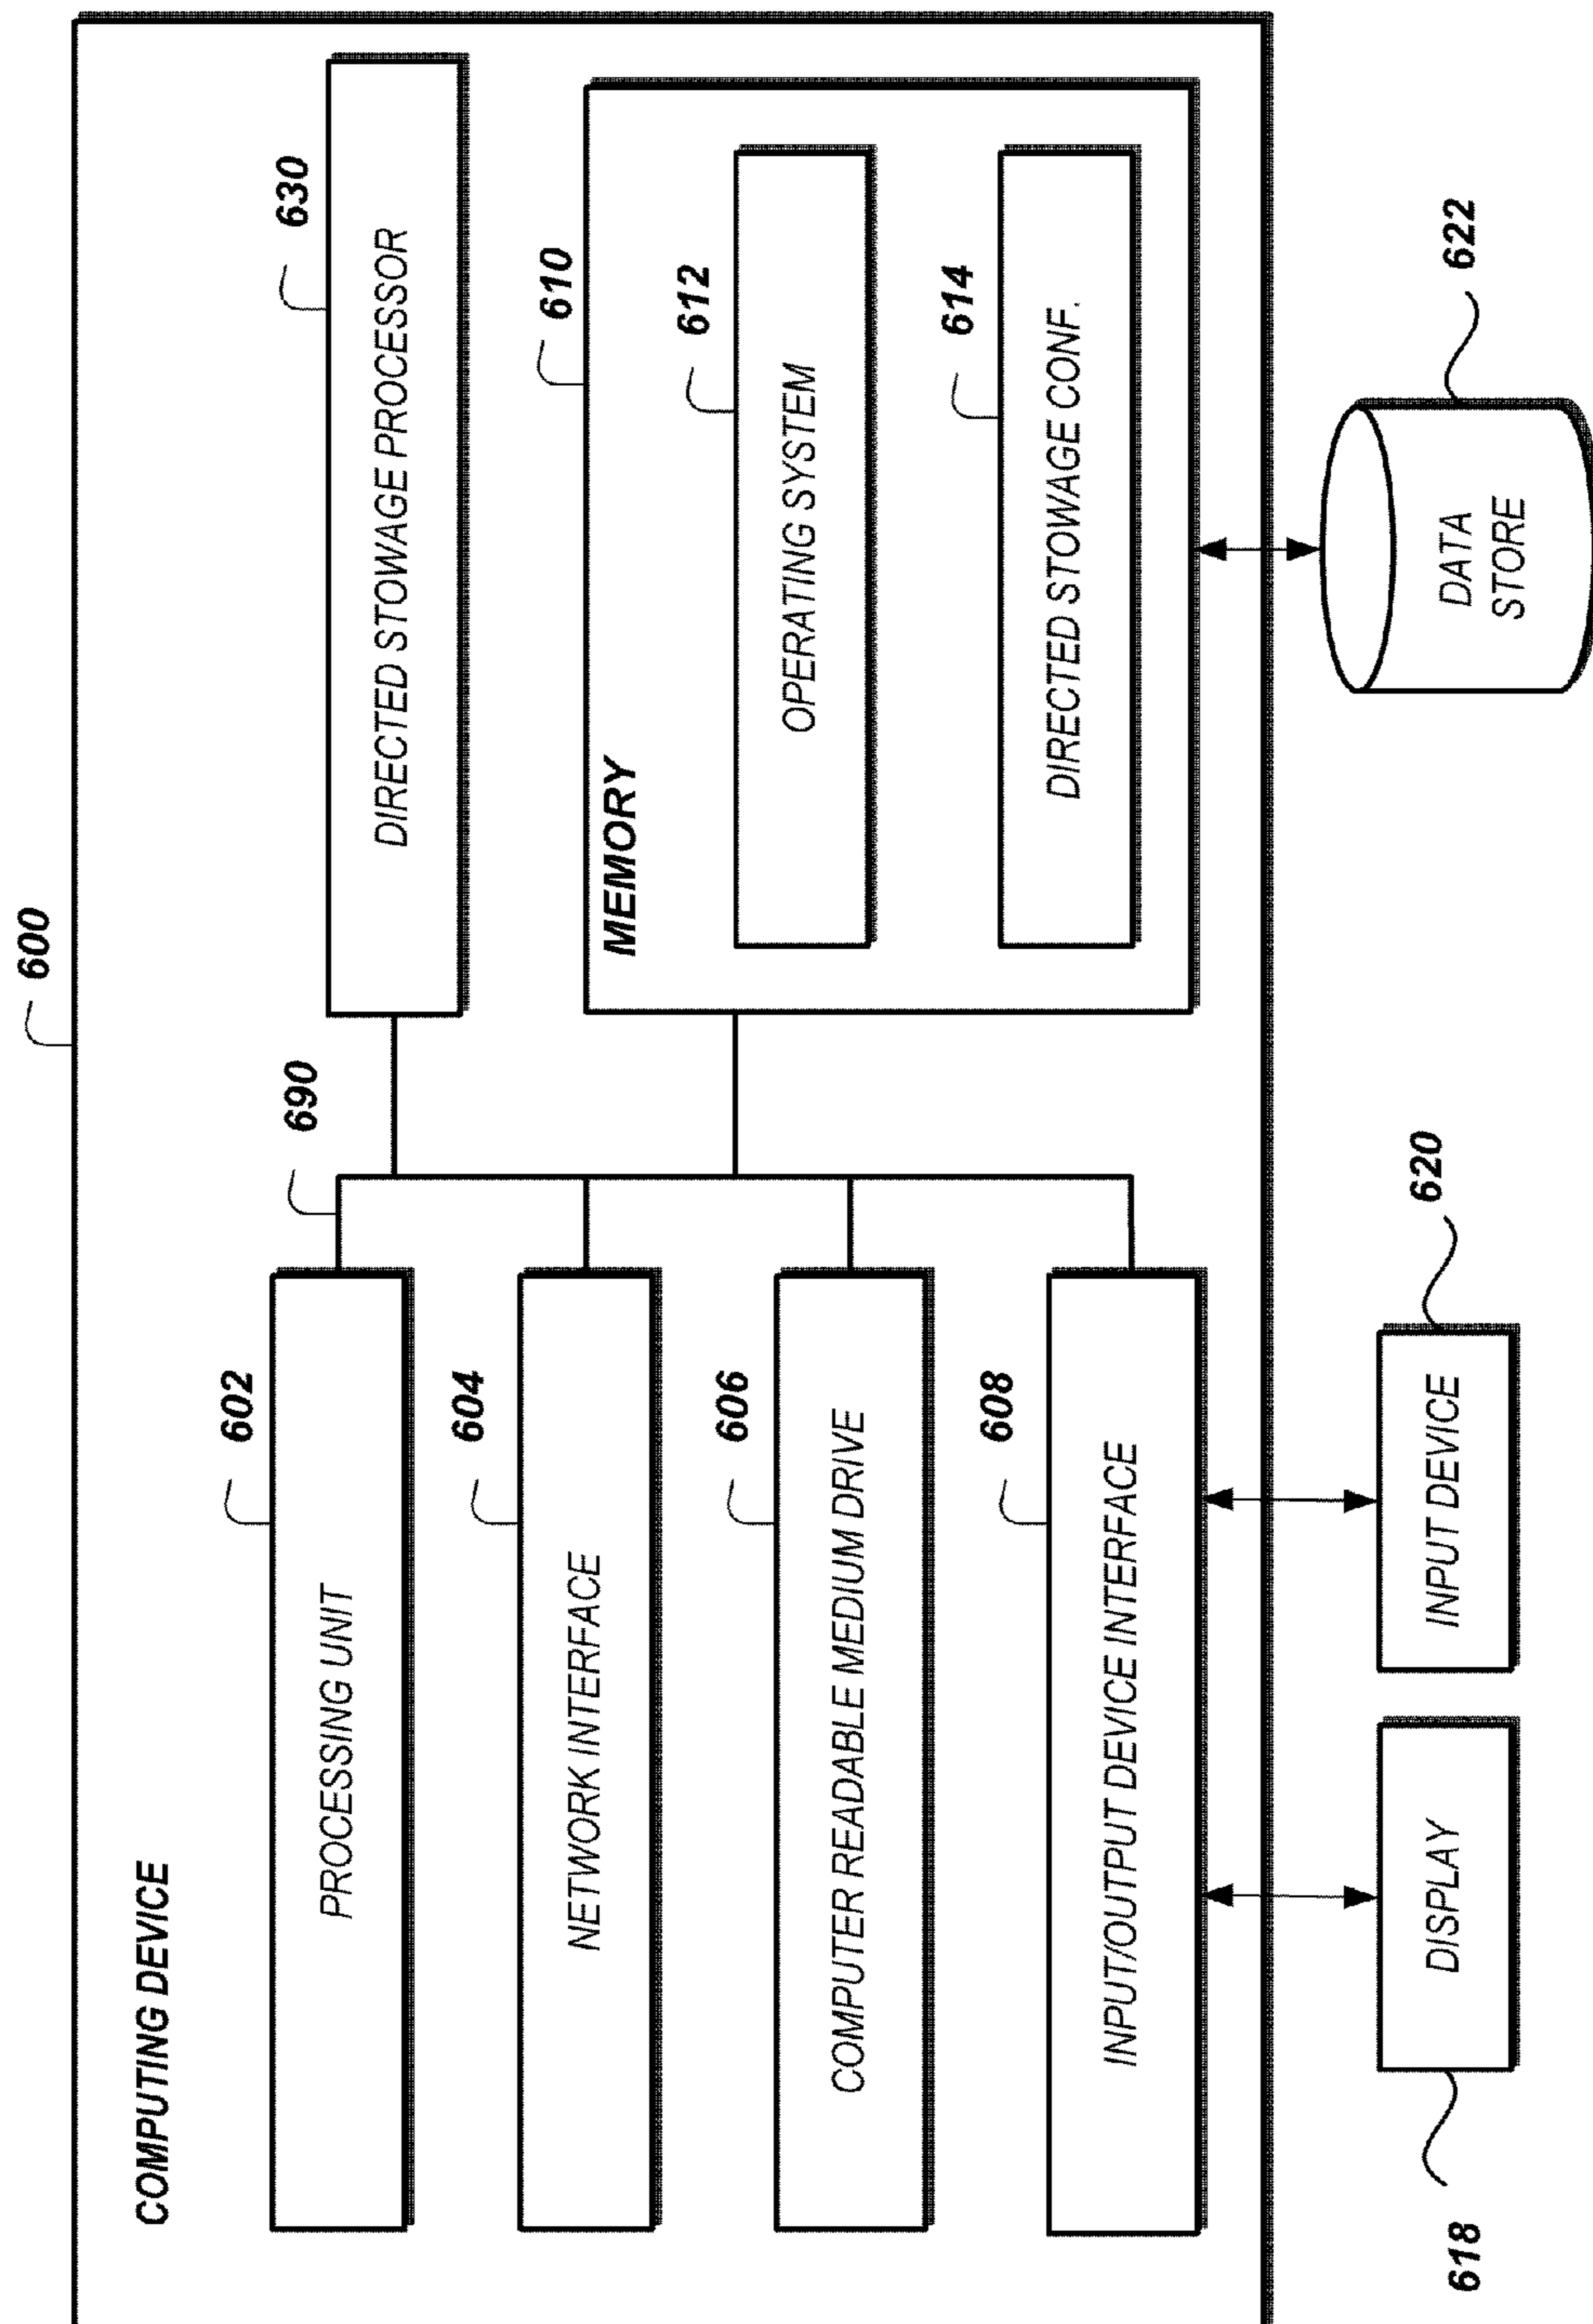 600
COMPUTING DEVICE
602
PROCESSING UNIT
604
NETWORK INTERFACE
606
COMPUTER READABLE MEDIUM DRIVE
608
INPUT/OUTPUT DEVICE INTERFACE
690
630
DIRECTED STOWAGE PROCESSOR
610
MEMORY
612
OPERATING SYSTEM
614
DIRECTED STOWAGE CONF.
618
DISPLAY
620
INPUT DEVICE
622
DATA
STORE